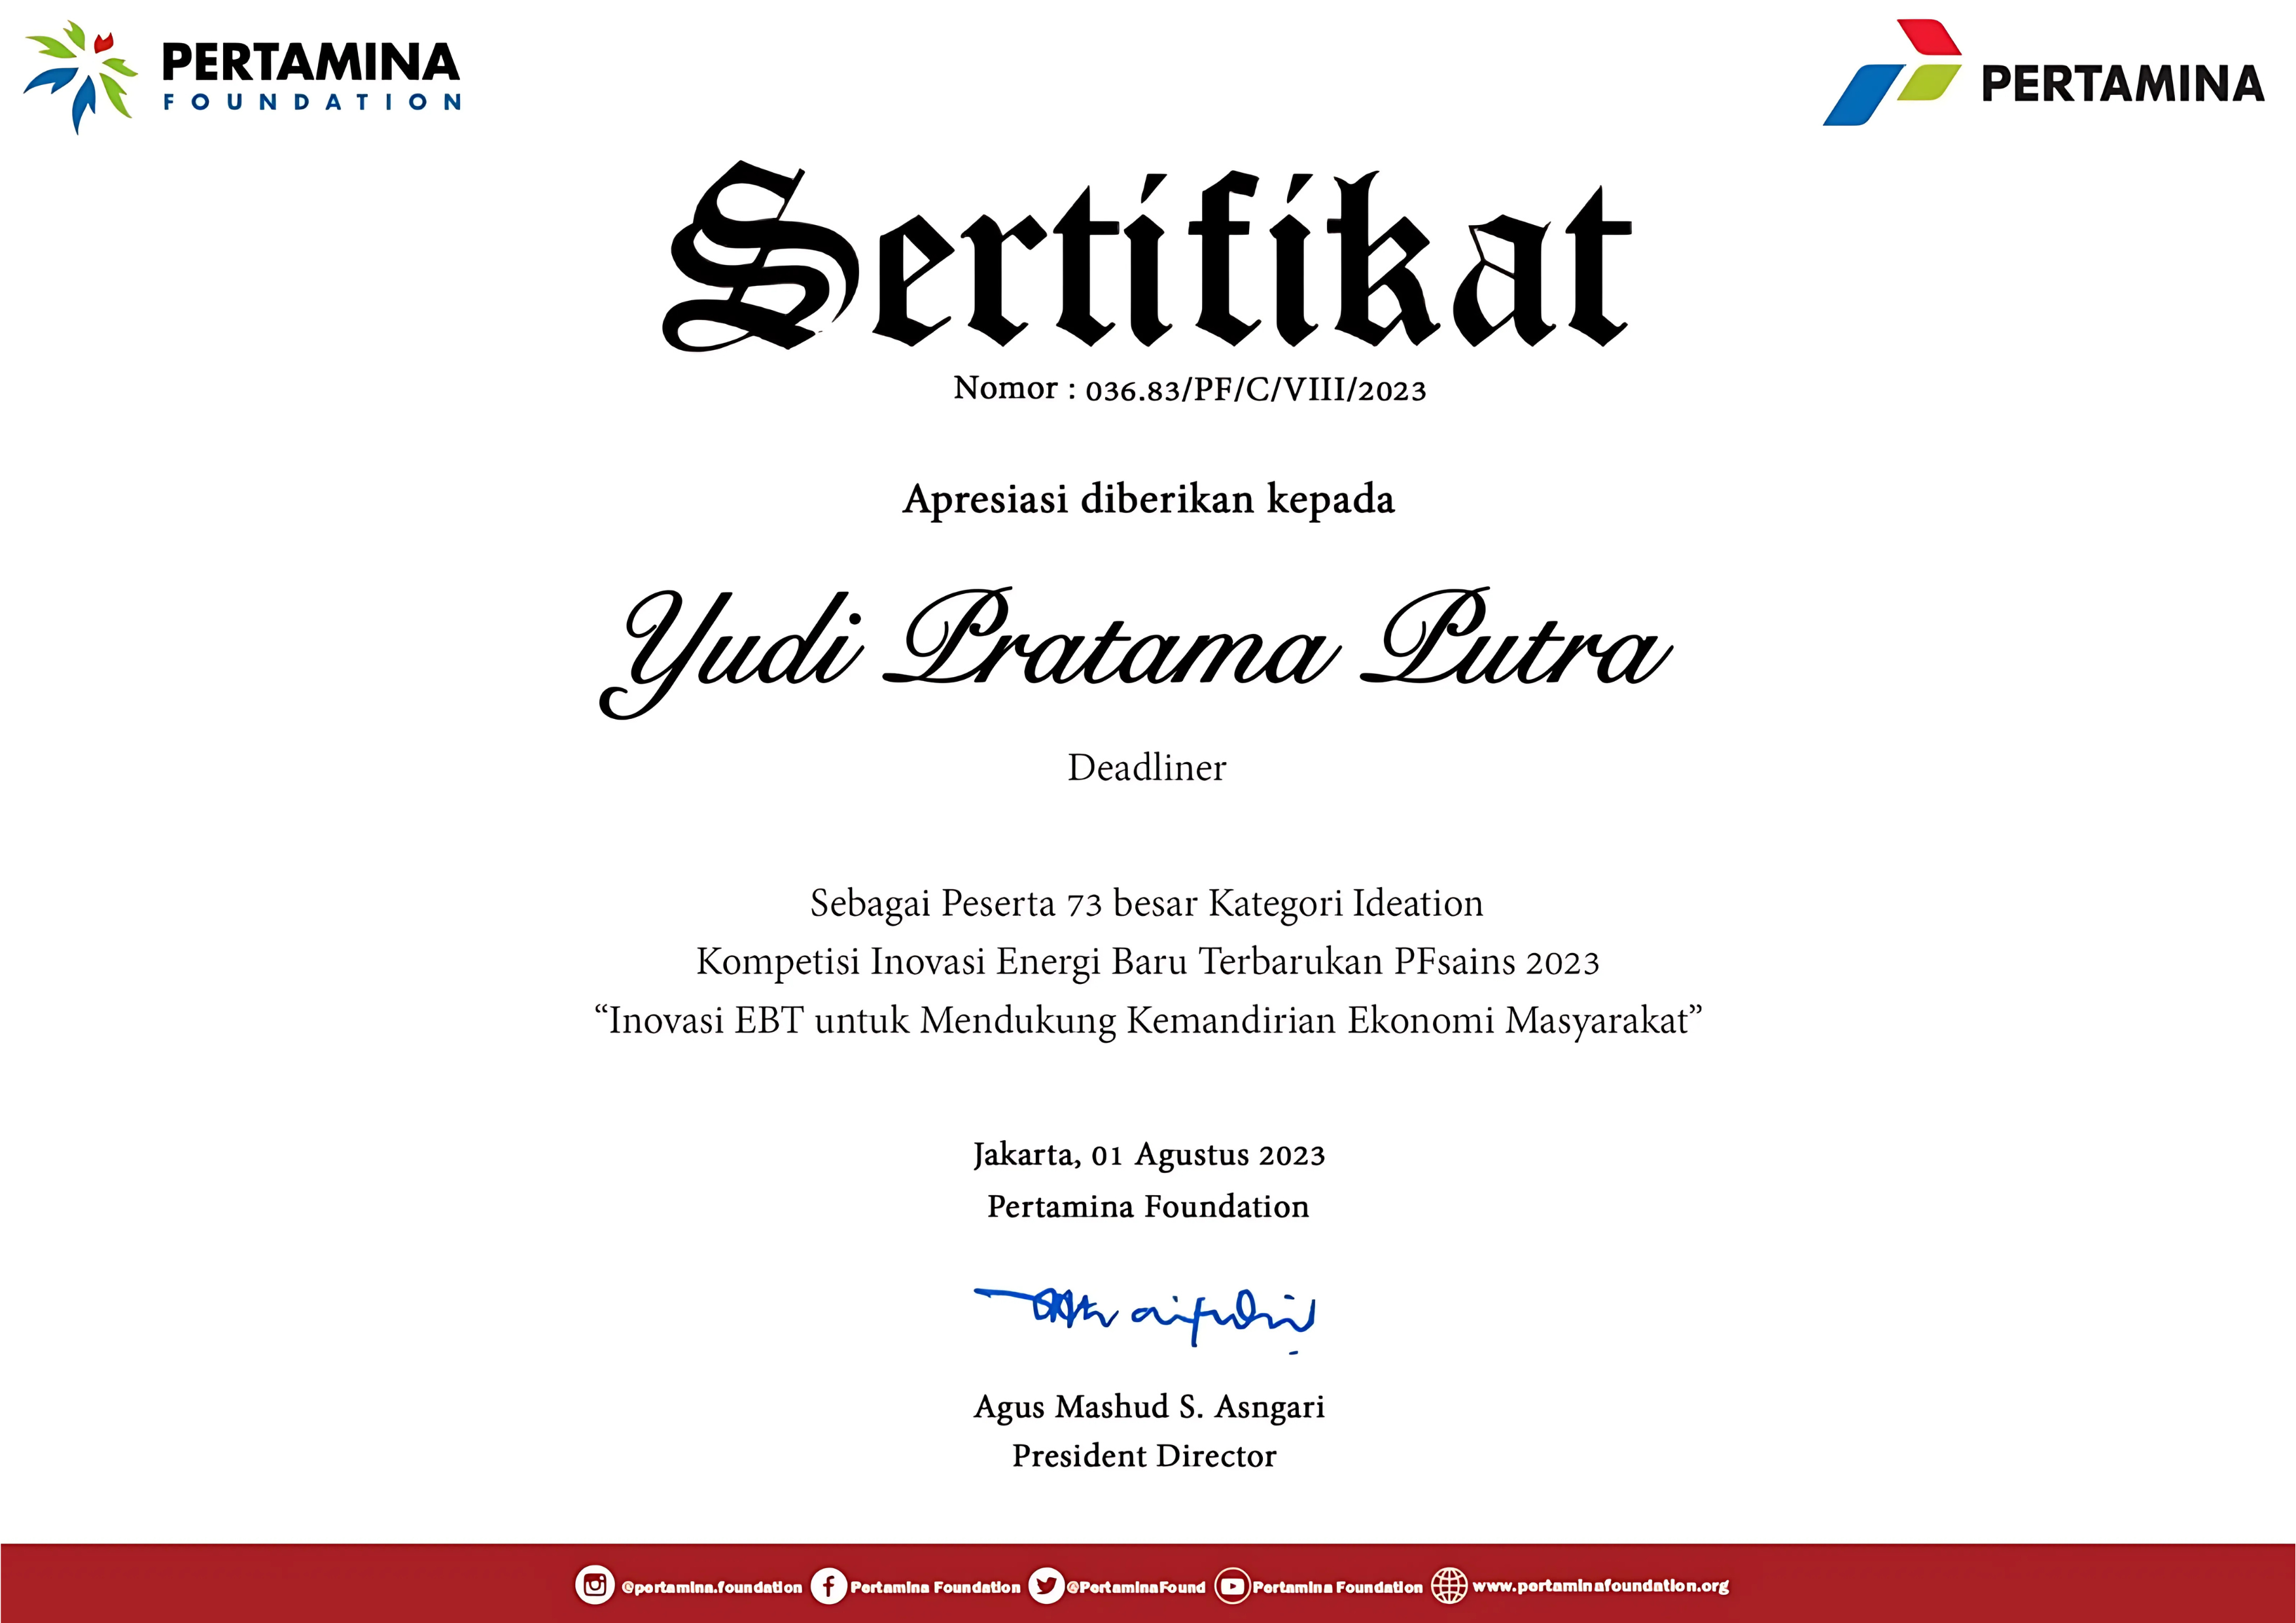 PERTAMINA
FOUNDATION
PERTAMINA
Sertifikat
Nomor : 036.83/PF/C/VIII/2023
Apresiasi diberikan kepada
Yudi Pratama Putra
Deadliner
Sebagai Peserta 73 besar Kategori Ideation
Kompetisi Inovasi Energi Baru Terbarukan PFsains 2023
“Inovasi EBT untuk Mendukung Kemandirian Ekonomi Masyarakat”
Jakarta, 01 Agustus 2023
Pertamina Foundation
Agus Mashud S. Asngari
President Director
@pertamina.foundation Pertamina Foundation @PertaminaFound Pertamina Foundation www.pertaminafoundation.org